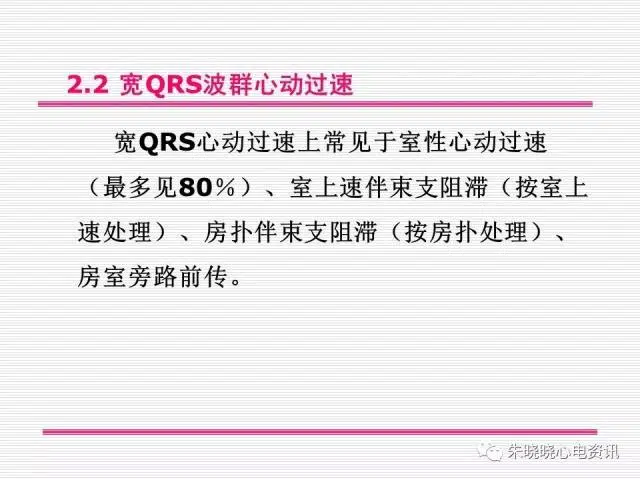 2.2 宽QRS波群心动过速
宽QRS心动过速上常见于室性心动过速
（最多见80%）、室上速伴束支阻滞（按室上
速处理）、房扑伴束支阻滞（按房扑处理）、
房室旁路前传。
朱晓晓心电资讯